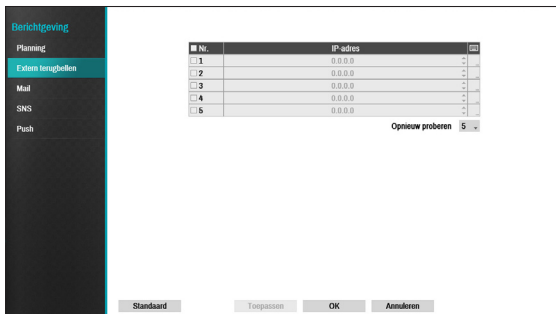 Berichtgeving
Planning
Extern terugbellen
Mail
SNS
Push
Nr. IP-adres
1 0.0.0.0
2 0.0.0.0
3 0.0.0.0
4 0.0.0.0
5 0.0.0.0
Opnieuw proberen 5
Standaard Toepassen OK Annuleren